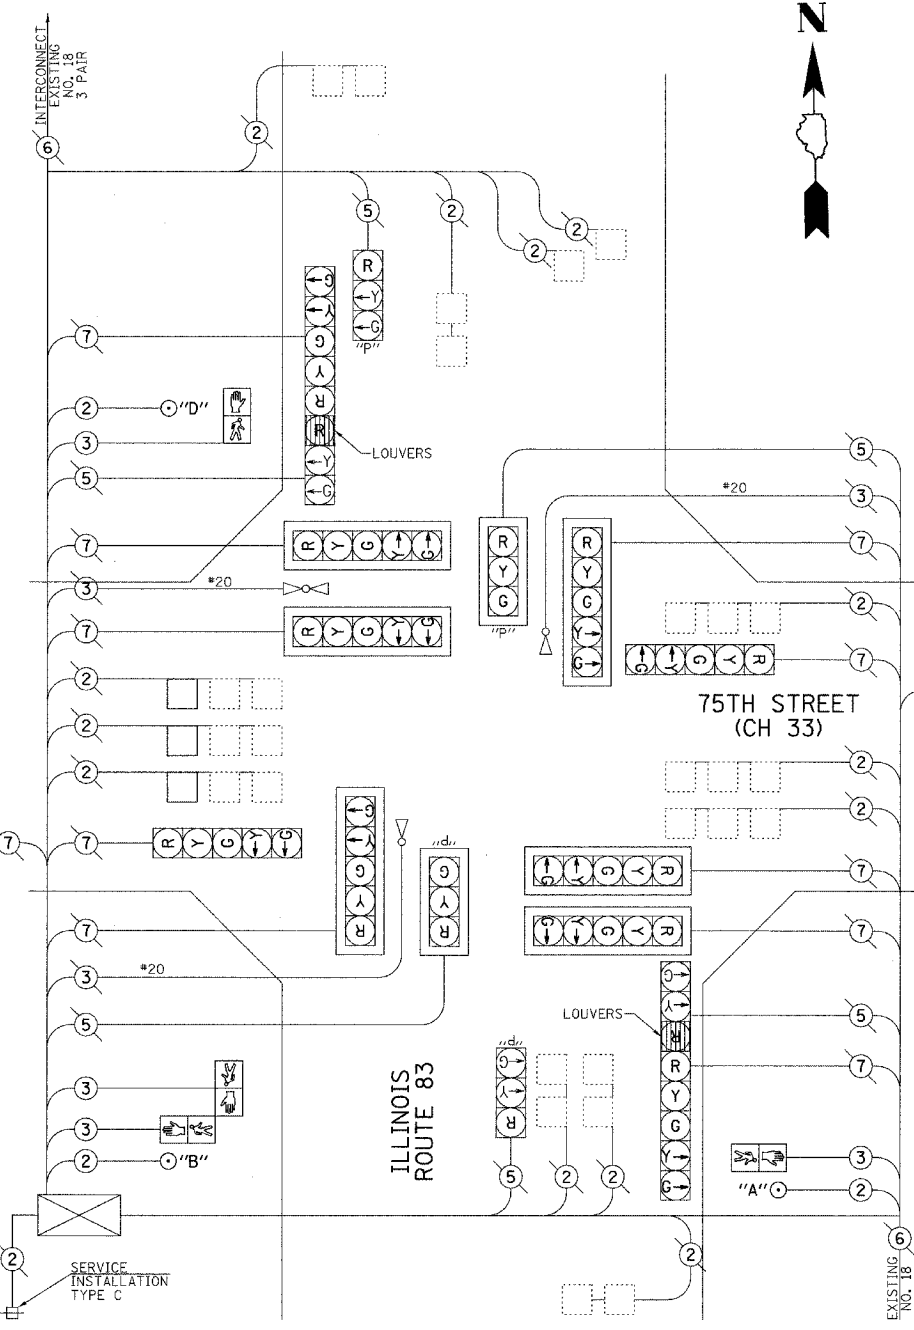 N
INTERCONNECT
EXISTING
NO. 18
3 PAIR
6
2
5
2
2
2
R
Y
G
"P"
G
Y
G
Y
R
R
Y
G
LOUVERS
7
2
"D"
3
5
7
R Y G Y G
3
#20
7
R Y G Y G
5
#20
3
7
R
Y
G
"P"
R
Y
G
Y
G
2
G Y G Y R
7
75TH STREET
(CH 33)
2
2
2
2
2
7
7
R Y G Y G
G
Y
G
Y
R
"P"
G
Y
R
G Y G Y R
7
G Y G Y R
7
7
3
#20
5
LOUVERS
G
Y
R
R
Y
G
Y
G
5
7
"P"
G
Y
R
ILLINOIS
ROUTE 83
3
3
2
"B"
5
2
2
3
"A"
2
2
6
EXISTING
NO. 18
2
SERVICE
INSTALLATION
TYPE C